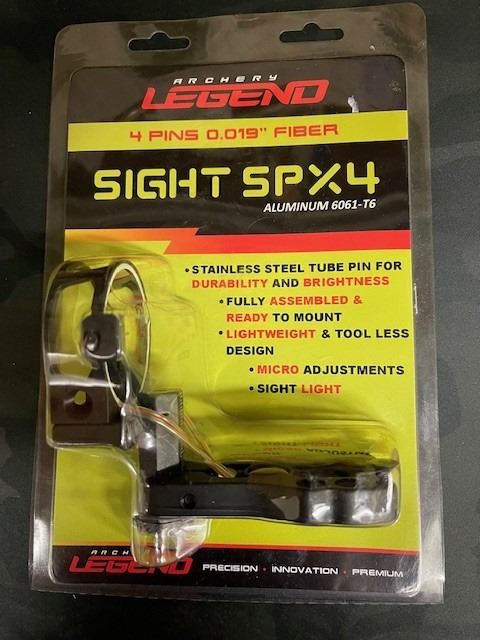 ARCHERY
LEGEND
4 PINS 0.019" FIBER
SIGHT SPX4
ALUMINUM 6061-T6
• STAINLESS STEEL TUBE PIN FOR
DURABILITY AND BRIGHTNESS
• FULLY ASSEMBLED &
READY TO MOUNT
• LIGHTWEIGHT & TOOL LESS
DESIGN
• MICRO ADJUSTMENTS
• SIGHT LIGHT
ARCHERY
LEGEND
PRECISION • INNOVATION • PREMIUM